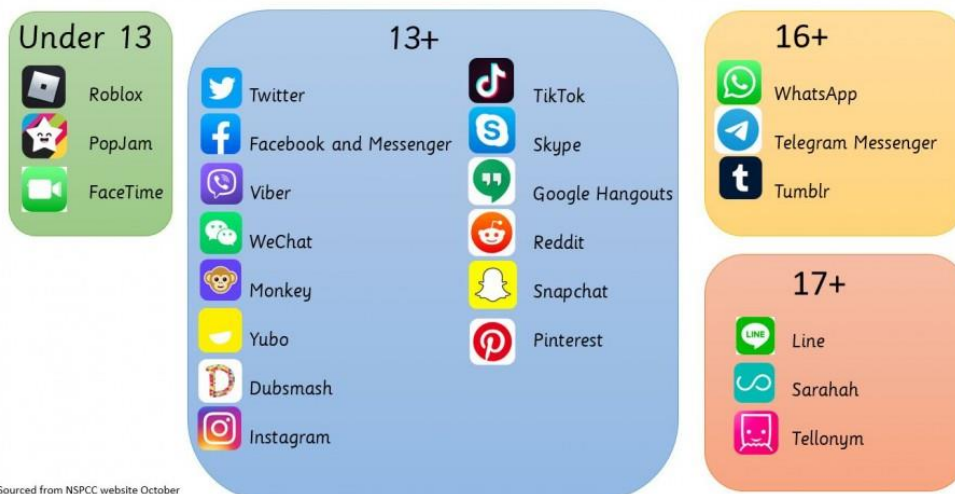 Under 13
Roblox
PopJam
FaceTime
13+
Twitter
Facebook and Messenger
Viber
WeChat
Monkey
Yubo
Dubsmash
Instagram
TikTok
Skype
Google Hangouts
Reddit
Snapchat
Pinterest
16+
WhatsApp
Telegram Messenger
t
Tumblr
17+
LINE
Line
Sarahah
Tellonym
Sourced from NSPCC website October